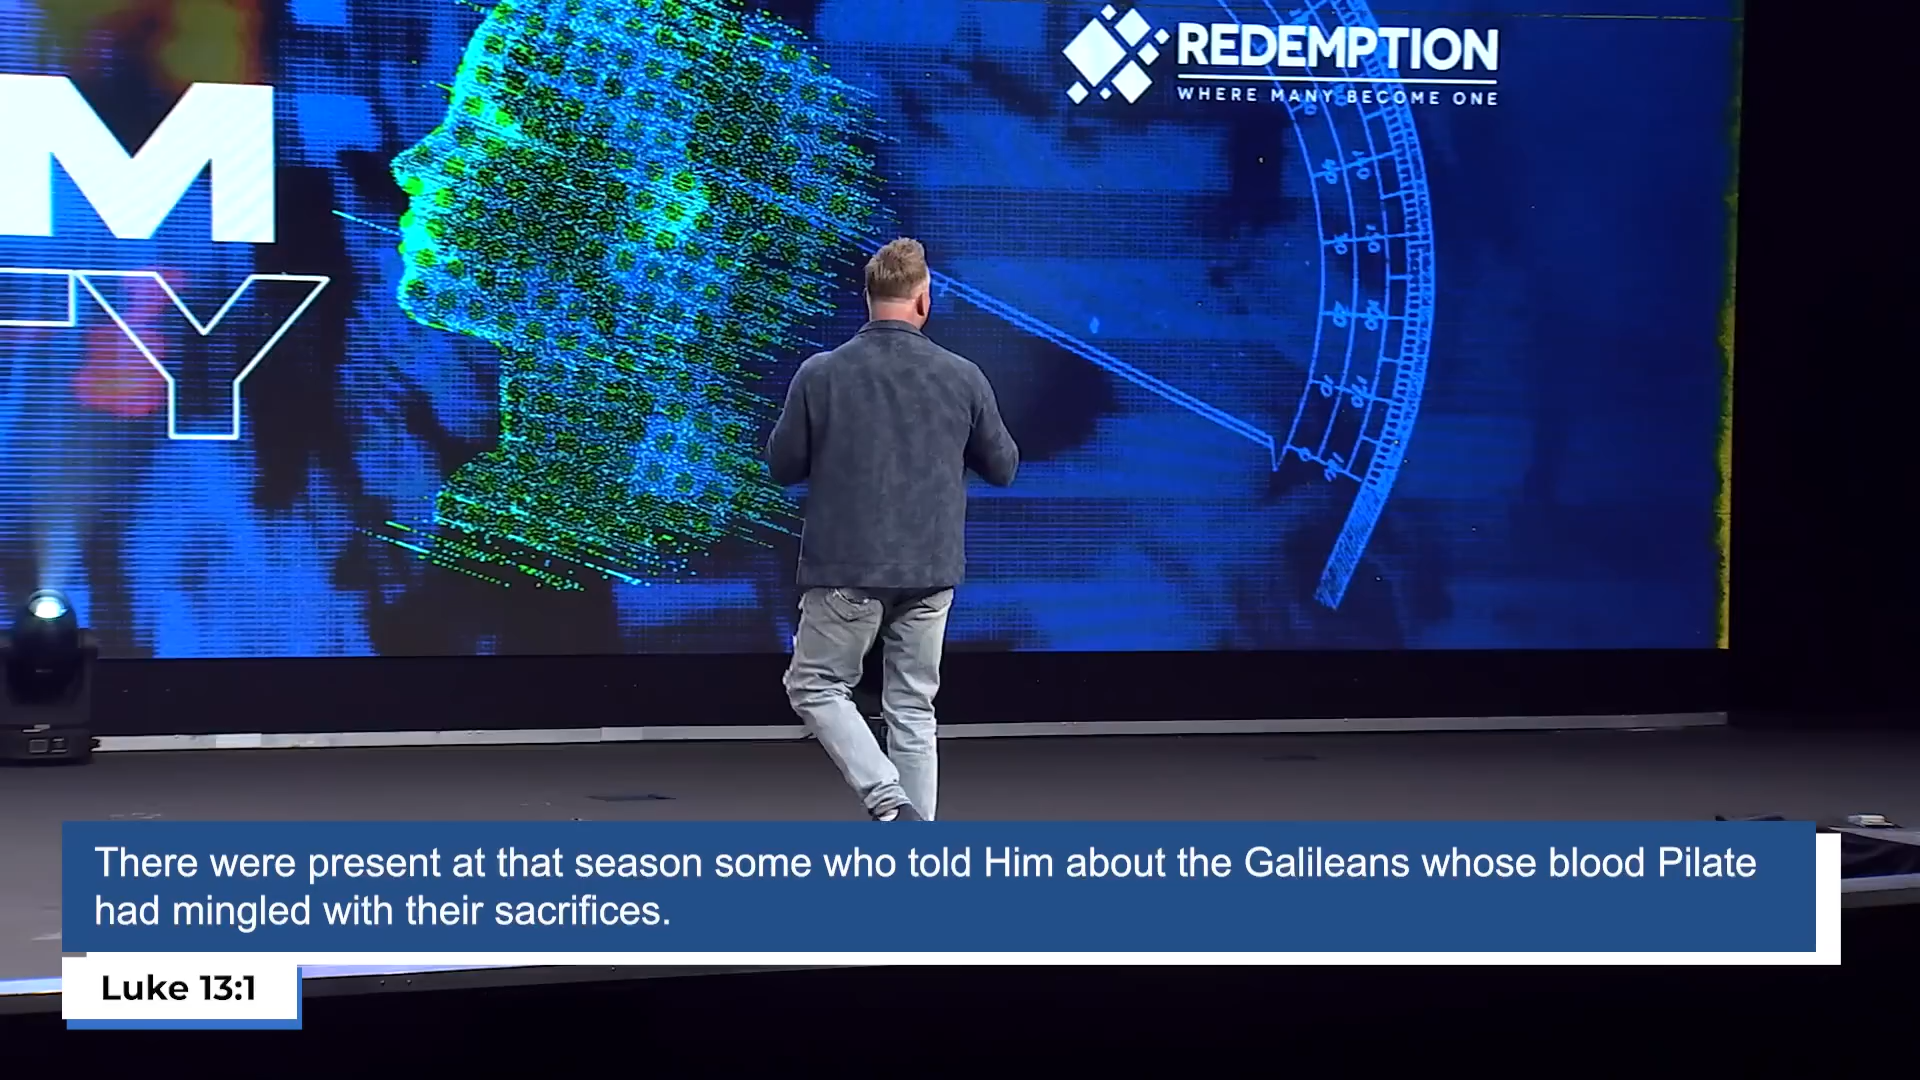 REDEMPTION
WHERE MANY BECOME ONE
M
TY
There were present at that season some who told Him about the Galileans whose blood Pilate
had mingled with their sacrifices.
Luke 13:1